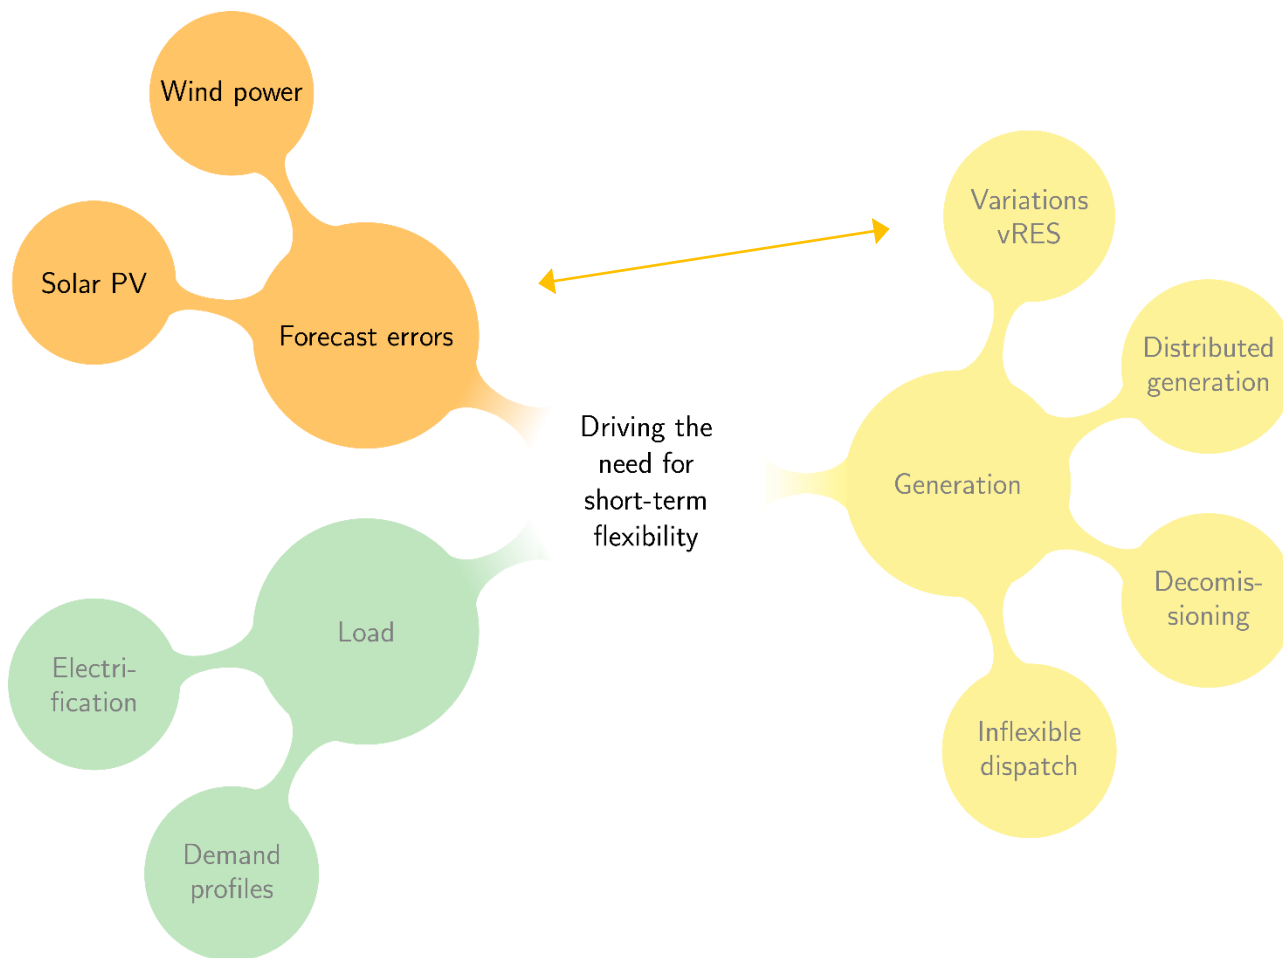 Wind power
Solar PV
Forecast errors
Driving the
need for
short-term
flexibility
Load
Electri-
fication
Demand
profiles
Variations
vRES
Distributed
generation
Generation
Decomis-
sioning
Inflexible
dispatch